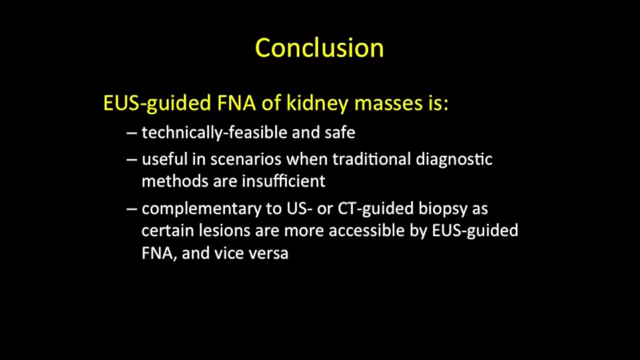 Conclusion
EUS-guided FNA of kidney masses is:
– technically-feasible and safe
– useful in scenarios when traditional diagnostic
methods are insufficient
– complementary to US- or CT-guided biopsy as
certain lesions are more accessible by EUS-guided
FNA, and vice versa